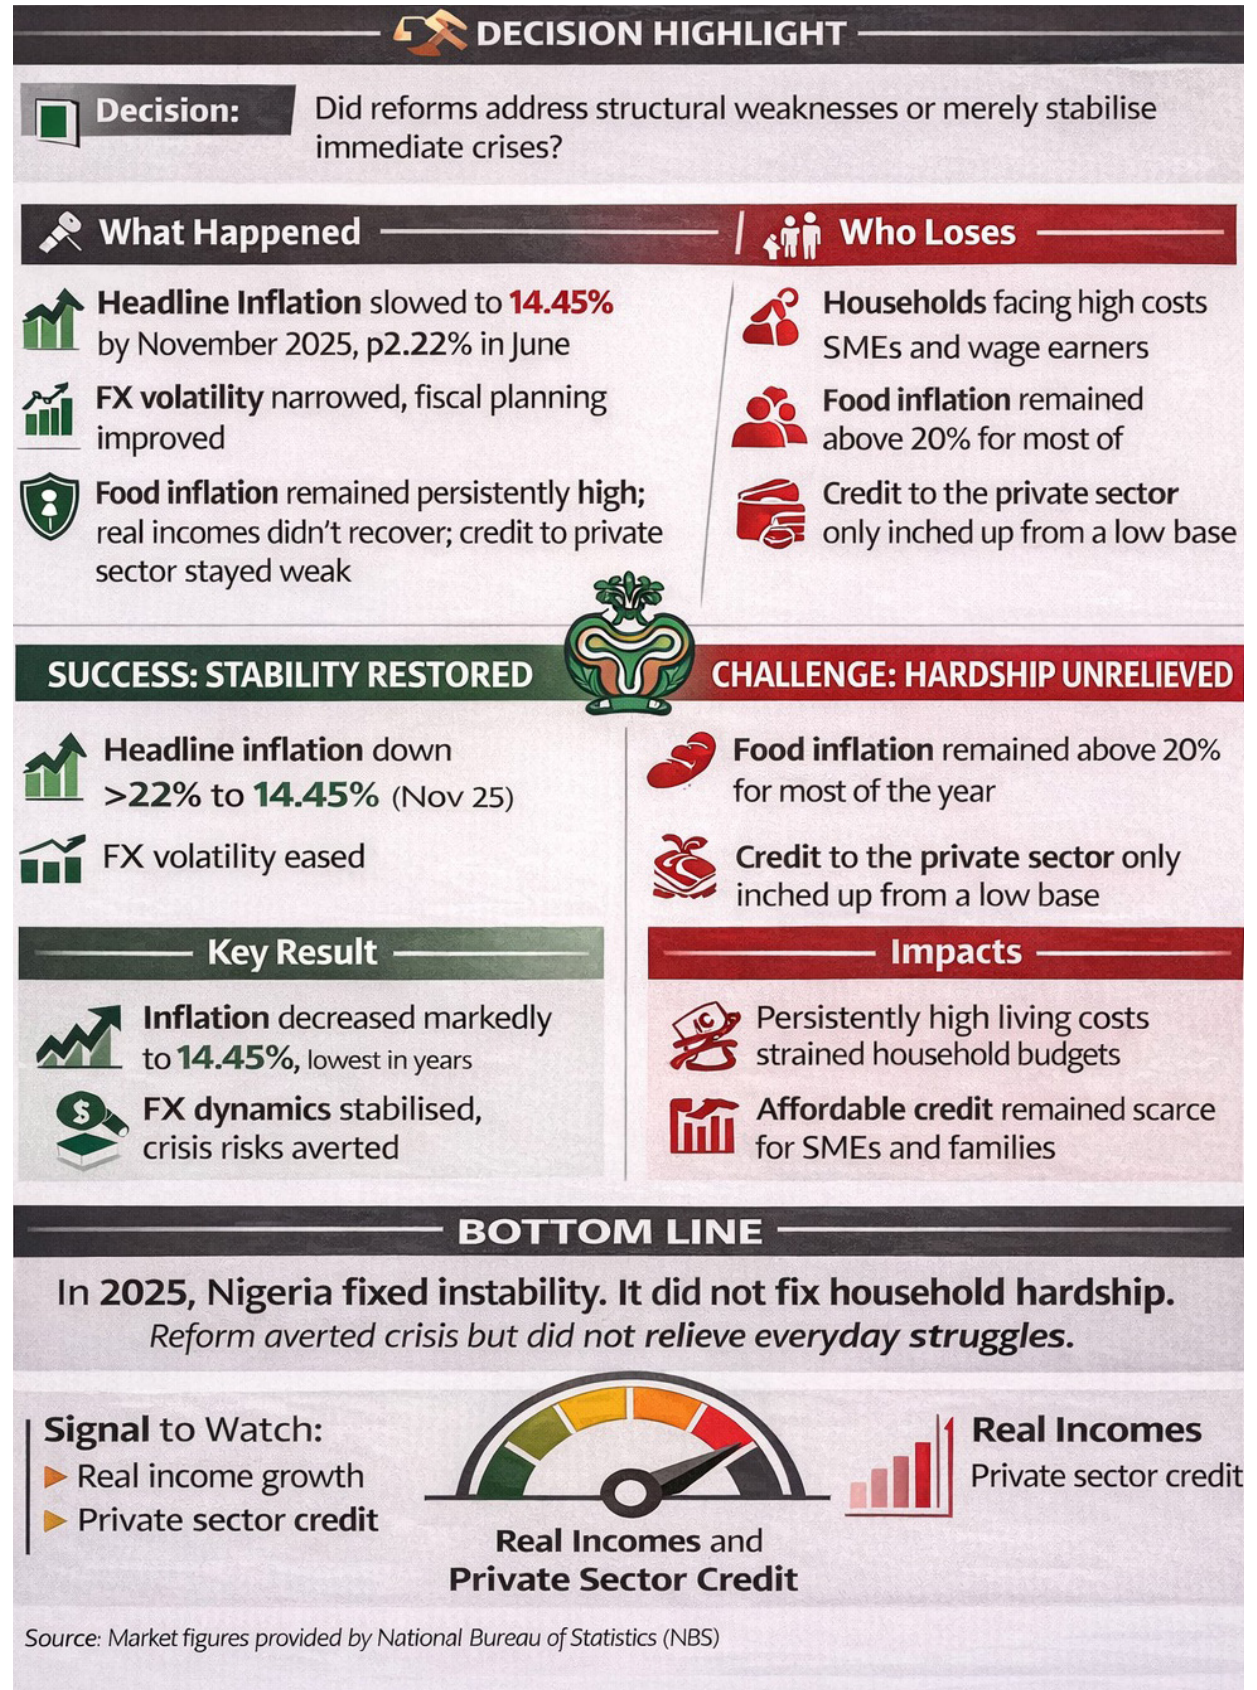 DECISION HIGHLIGHT
Decision:
Did reforms address structural weaknesses or merely stabilise
immediate crises?
What Happened
Headline Inflation slowed to 14.45%
by November 2025, p2.22% in June
FX volatility narrowed, fiscal planning
improved
Food inflation remained persistently high;
real incomes didn't recover; credit to private
sector stayed weak
Who Loses
Households facing high costs
SMEs and wage earners
Food inflation remained
above 20% for most of
Credit to the private sector
only inched up from a low base
SUCCESS: STABILITY RESTORED
Headline inflation down
>22% to 14.45% (Nov 25)
FX volatility eased
Key Result
Inflation decreased markedly
to 14.45%, lowest in years
$
FX dynamics stabilised,
crisis risks averted
CHALLENGE: HARDSHIP UNRELIEVED
Food inflation remained above 20%
for most of the year
Credit to the private sector only
inched up from a low base
Impacts
Persistently high living costs
strained household budgets
Affordable credit remained scarce
for SMEs and families
BOTTOM LINE
In 2025, Nigeria fixed instability. It did not fix household hardship.
Reform averted crisis but did not relieve everyday struggles.
Signal to Watch:
Real income growth
Private sector credit
Real Incomes and
Private Sector Credit
Real Incomes
Private sector credit
Source: Market figures provided by National Bureau of Statistics (NBS)